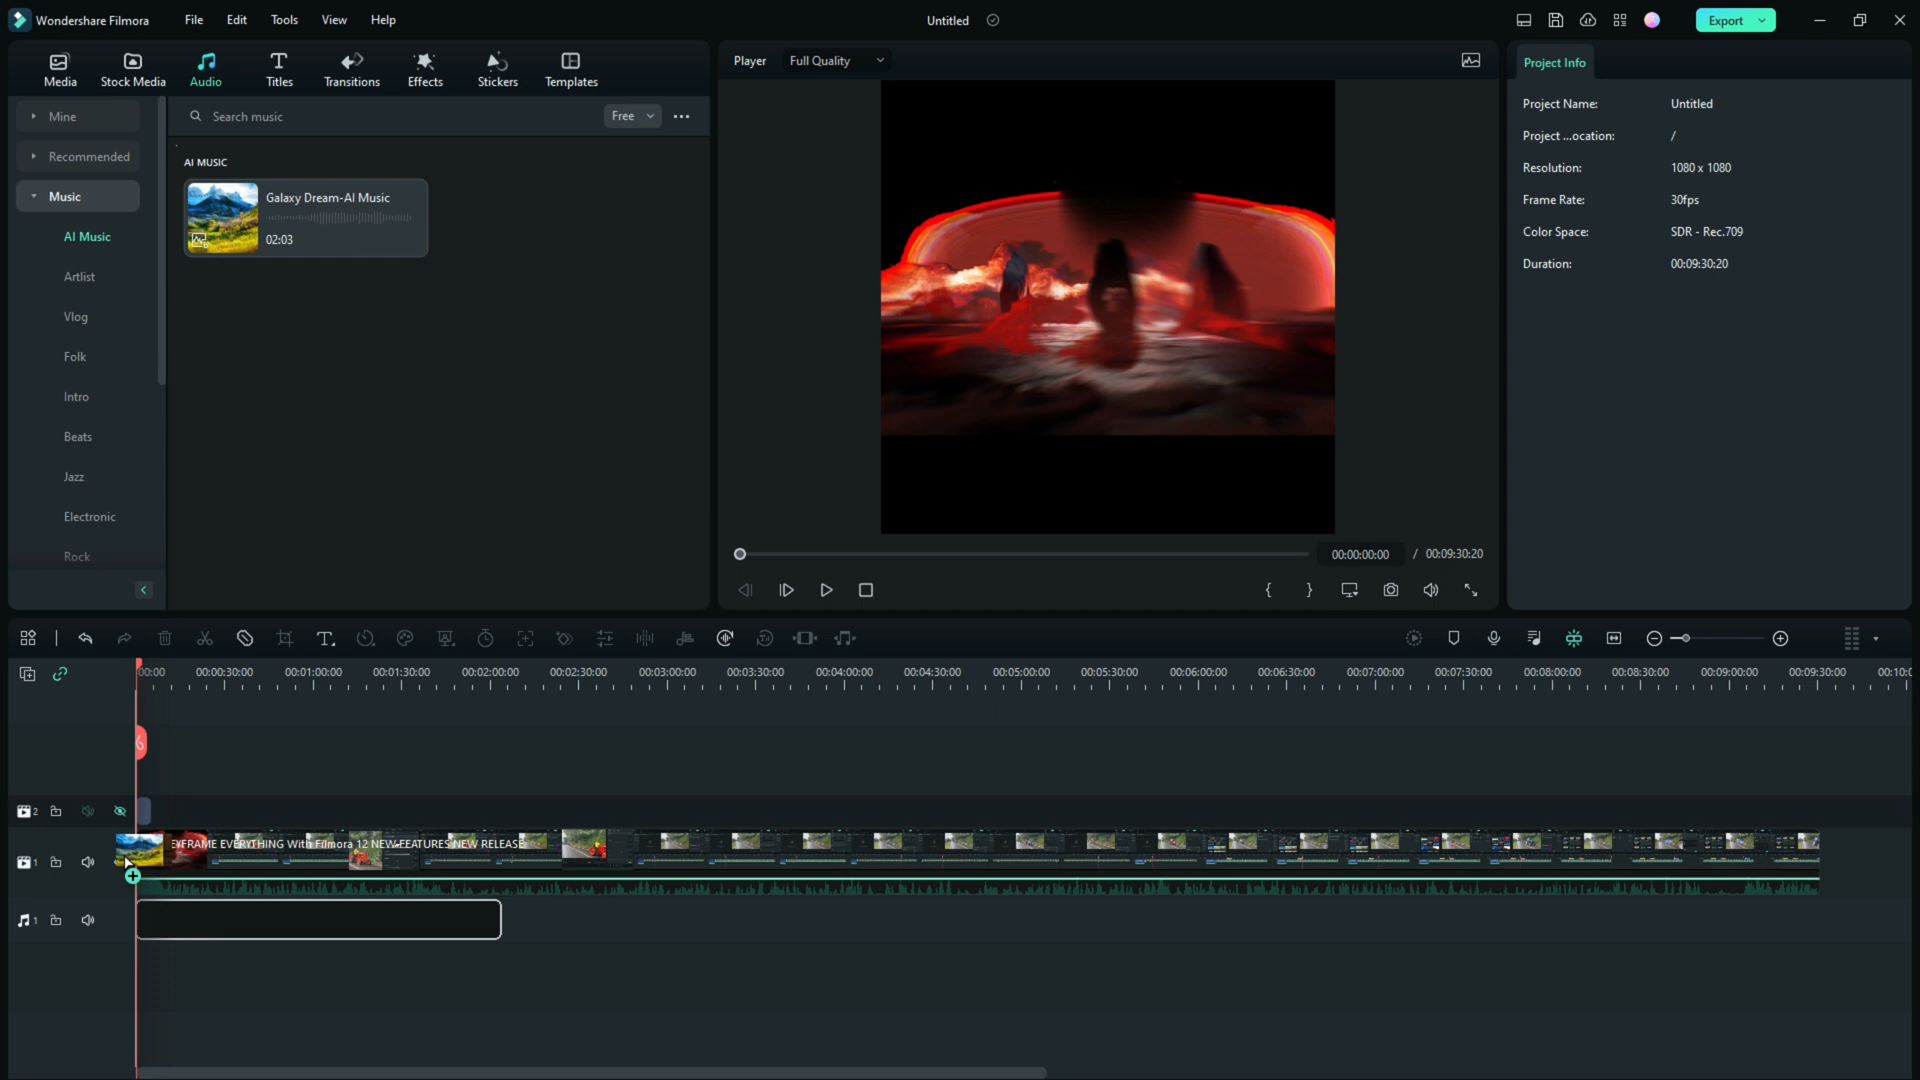 Wondershare Filmora
File
Edit
Tools
View
Help
Untitled
Export
Media
Stock Media
Audio
Titles
Transitions
Effects
Stickers
Templates
Mine
Recommended
Music
AI Music
Artlist
Vlog
Folk
Intro
Beats
Jazz
Electronic
Rock
Search music
Free
AI MUSIC
Galaxy Dream-AI Music
02:03
Player
Full Quality
00:00:00:00 / 00:09:30:20
Project Info
Project Name: Untitled
Project ...ocation: /
Resolution: 1080 x 1080
Frame Rate: 30fps
Color Space: SDR - Rec.709
Duration: 00:09:30:20
00:00
00:00:30:00
00:01:00:00
00:01:30:00
00:02:00:00
00:02:30:00
00:03:00:00
00:03:30:00
00:04:00:00
00:04:30:00
00:05:00:00
00:05:30:00
00:06:00:00
00:06:30:00
00:07:00:00
00:07:30:00
00:08:00:00
00:08:30:00
00:09:00:00
00:09:30:00
00:10:0
2
EYFRAME EVERYTHING With Filmora 12 NEW FEATURES NEW RELEASE
1
1